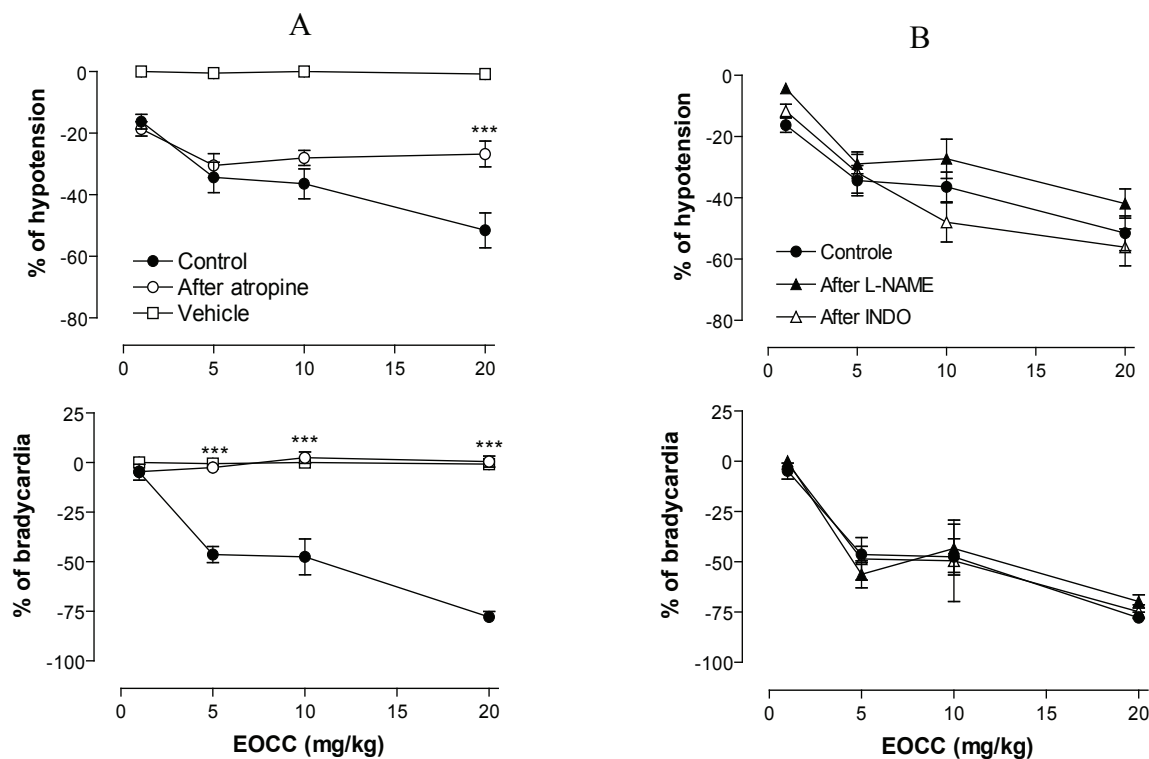 A
% of hypotension
0
-20
-40
-60
-80
***
Control
After atropine
Vehicle
0 5 10 15 20
% of bradycardia
25
0
-25
-50
-75
-100
*** *** ***
0 5 10 15 20
EOCC (mg/kg)
B
% of hypotension
0
-20
-40
-60
-80
Controle
After L-NAME
After INDO
0 5 10 15 20
% of bradycardia
25
0
-25
-50
-75
-100
0 5 10 15 20
EOCC (mg/kg)